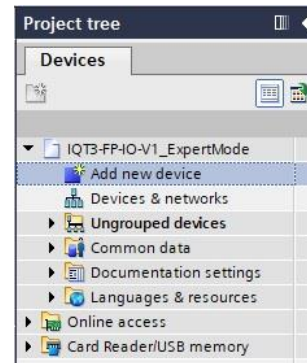 Project tree
Devices
IQT3-FP-IO-V1_ExpertMode
Add new device
Devices & networks
Ungrouped devices
Common data
Documentation settings
Languages & resources
Online access
Card Reader/USB memory